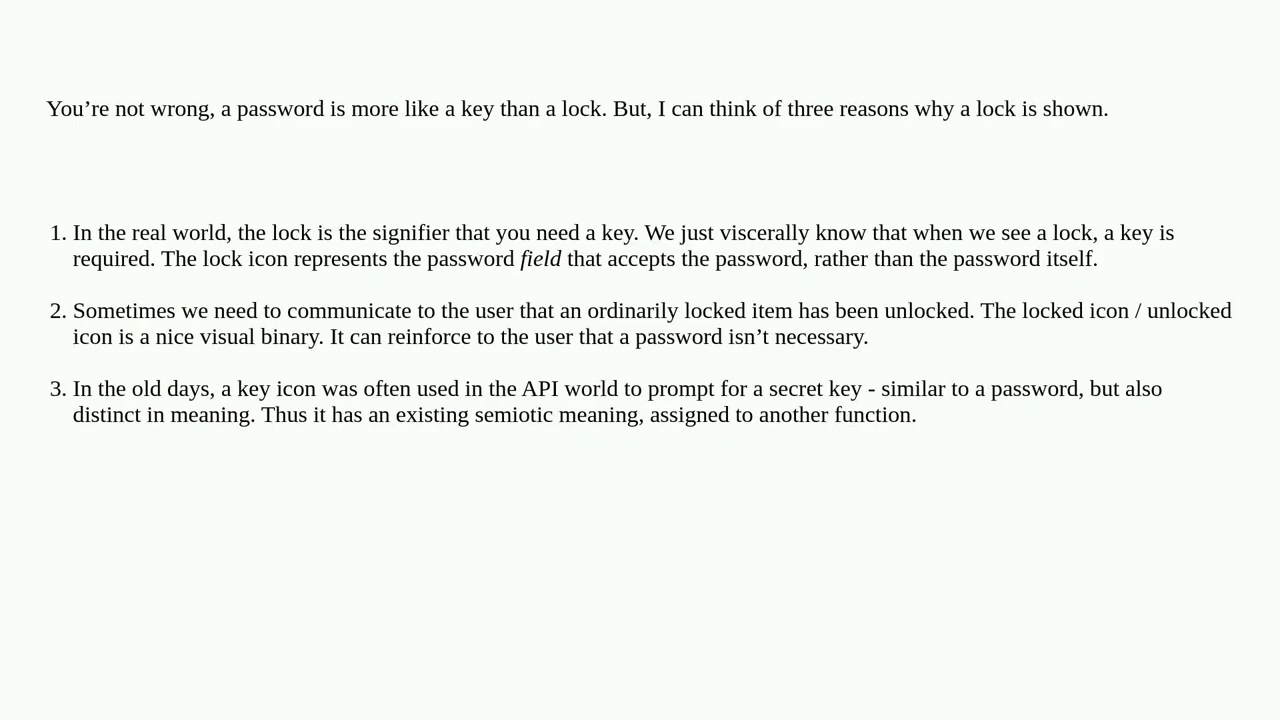 You’re not wrong, a password is more like a key than a lock. But, I can think of three reasons why a lock is shown.
1. In the real world, the lock is the signifier that you need a key. We just viscerally know that when we see a lock, a key is
required. The lock icon represents the password field that accepts the password, rather than the password itself.
2. Sometimes we need to communicate to the user that an ordinarily locked item has been unlocked. The locked icon / unlocked
icon is a nice visual binary. It can reinforce to the user that a password isn’t necessary.
3. In the old days, a key icon was often used in the API world to prompt for a secret key - similar to a password, but also
distinct in meaning. Thus it has an existing semiotic meaning, assigned to another function.